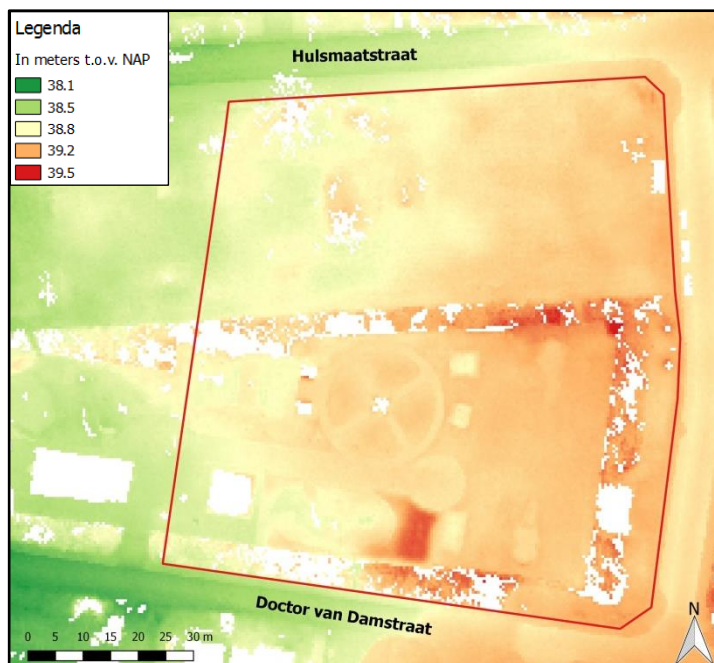 Legenda
In meters t.o.v. NAP
38.1
38.5
38.8
39.2
39.5
Hulsmaatstraat
Doctor van Damstraat
0 5 10 15 20 25 30 m
N